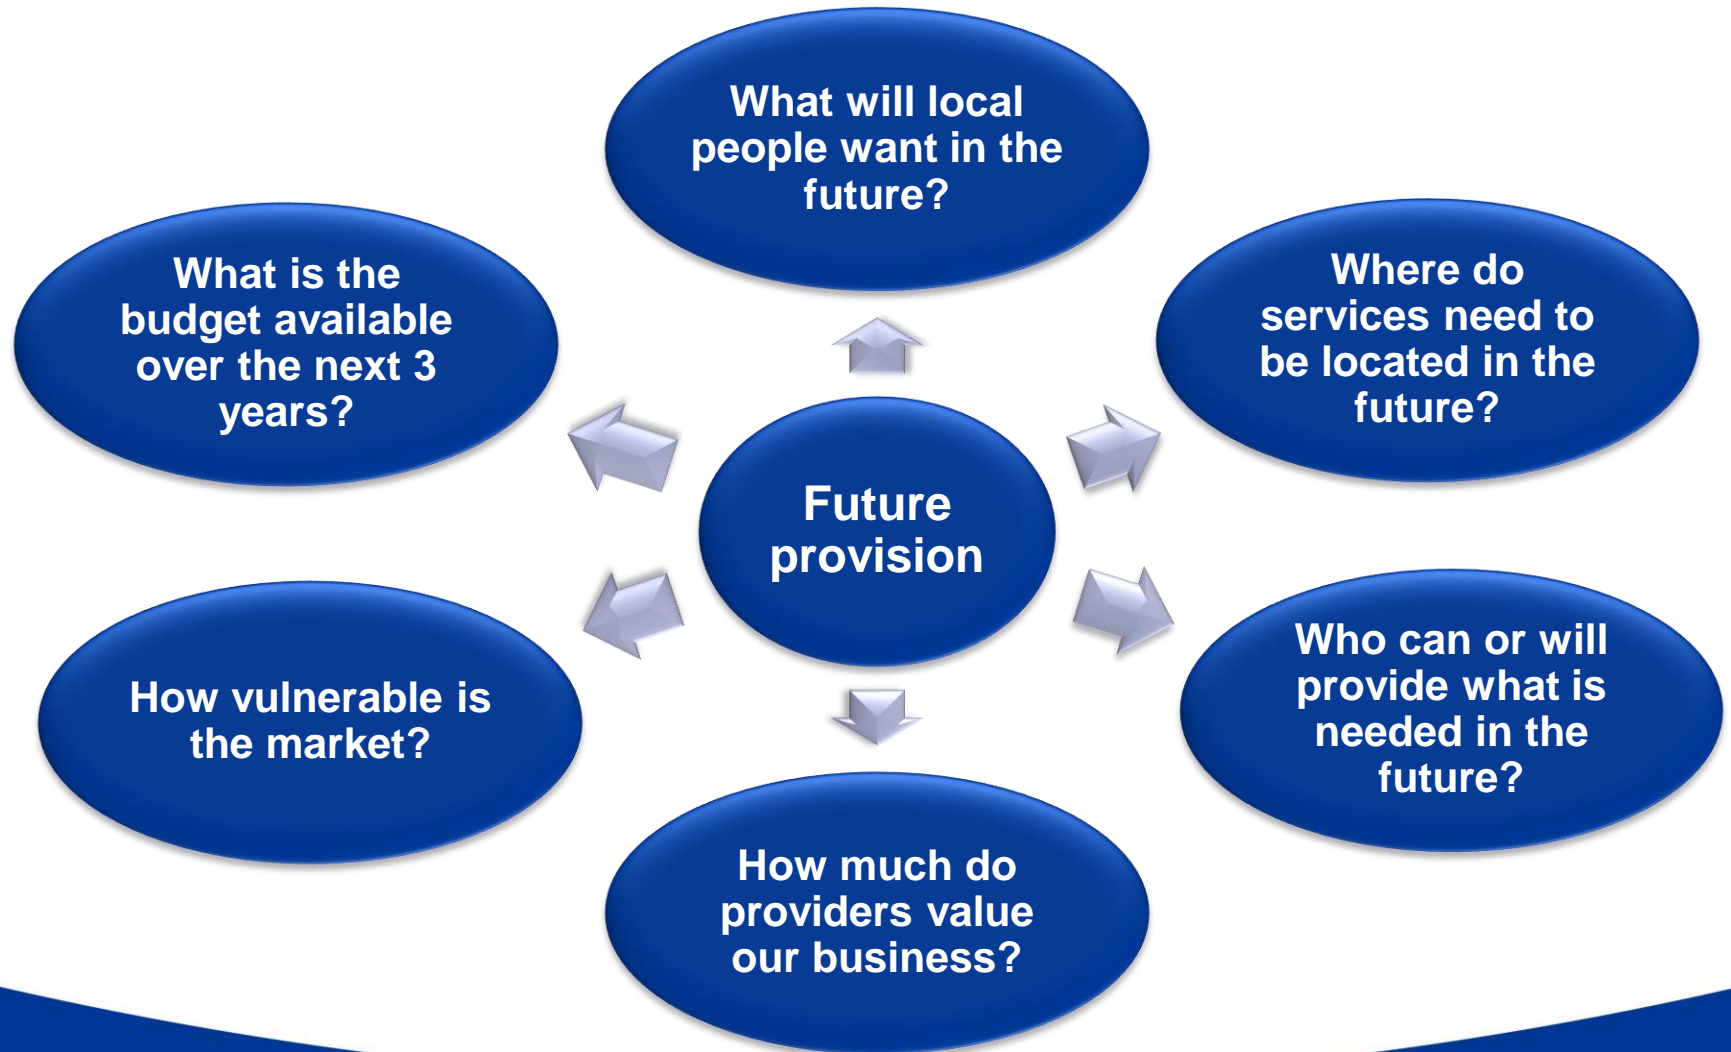 What will local
people want in the
future?
What is the
budget available
over the next 3
years?
Where do
services need to
be located in the
future?
Future
provision
How vulnerable is
the market?
Who can or will
provide what is
needed in the
future?
How much do
providers value
our business?